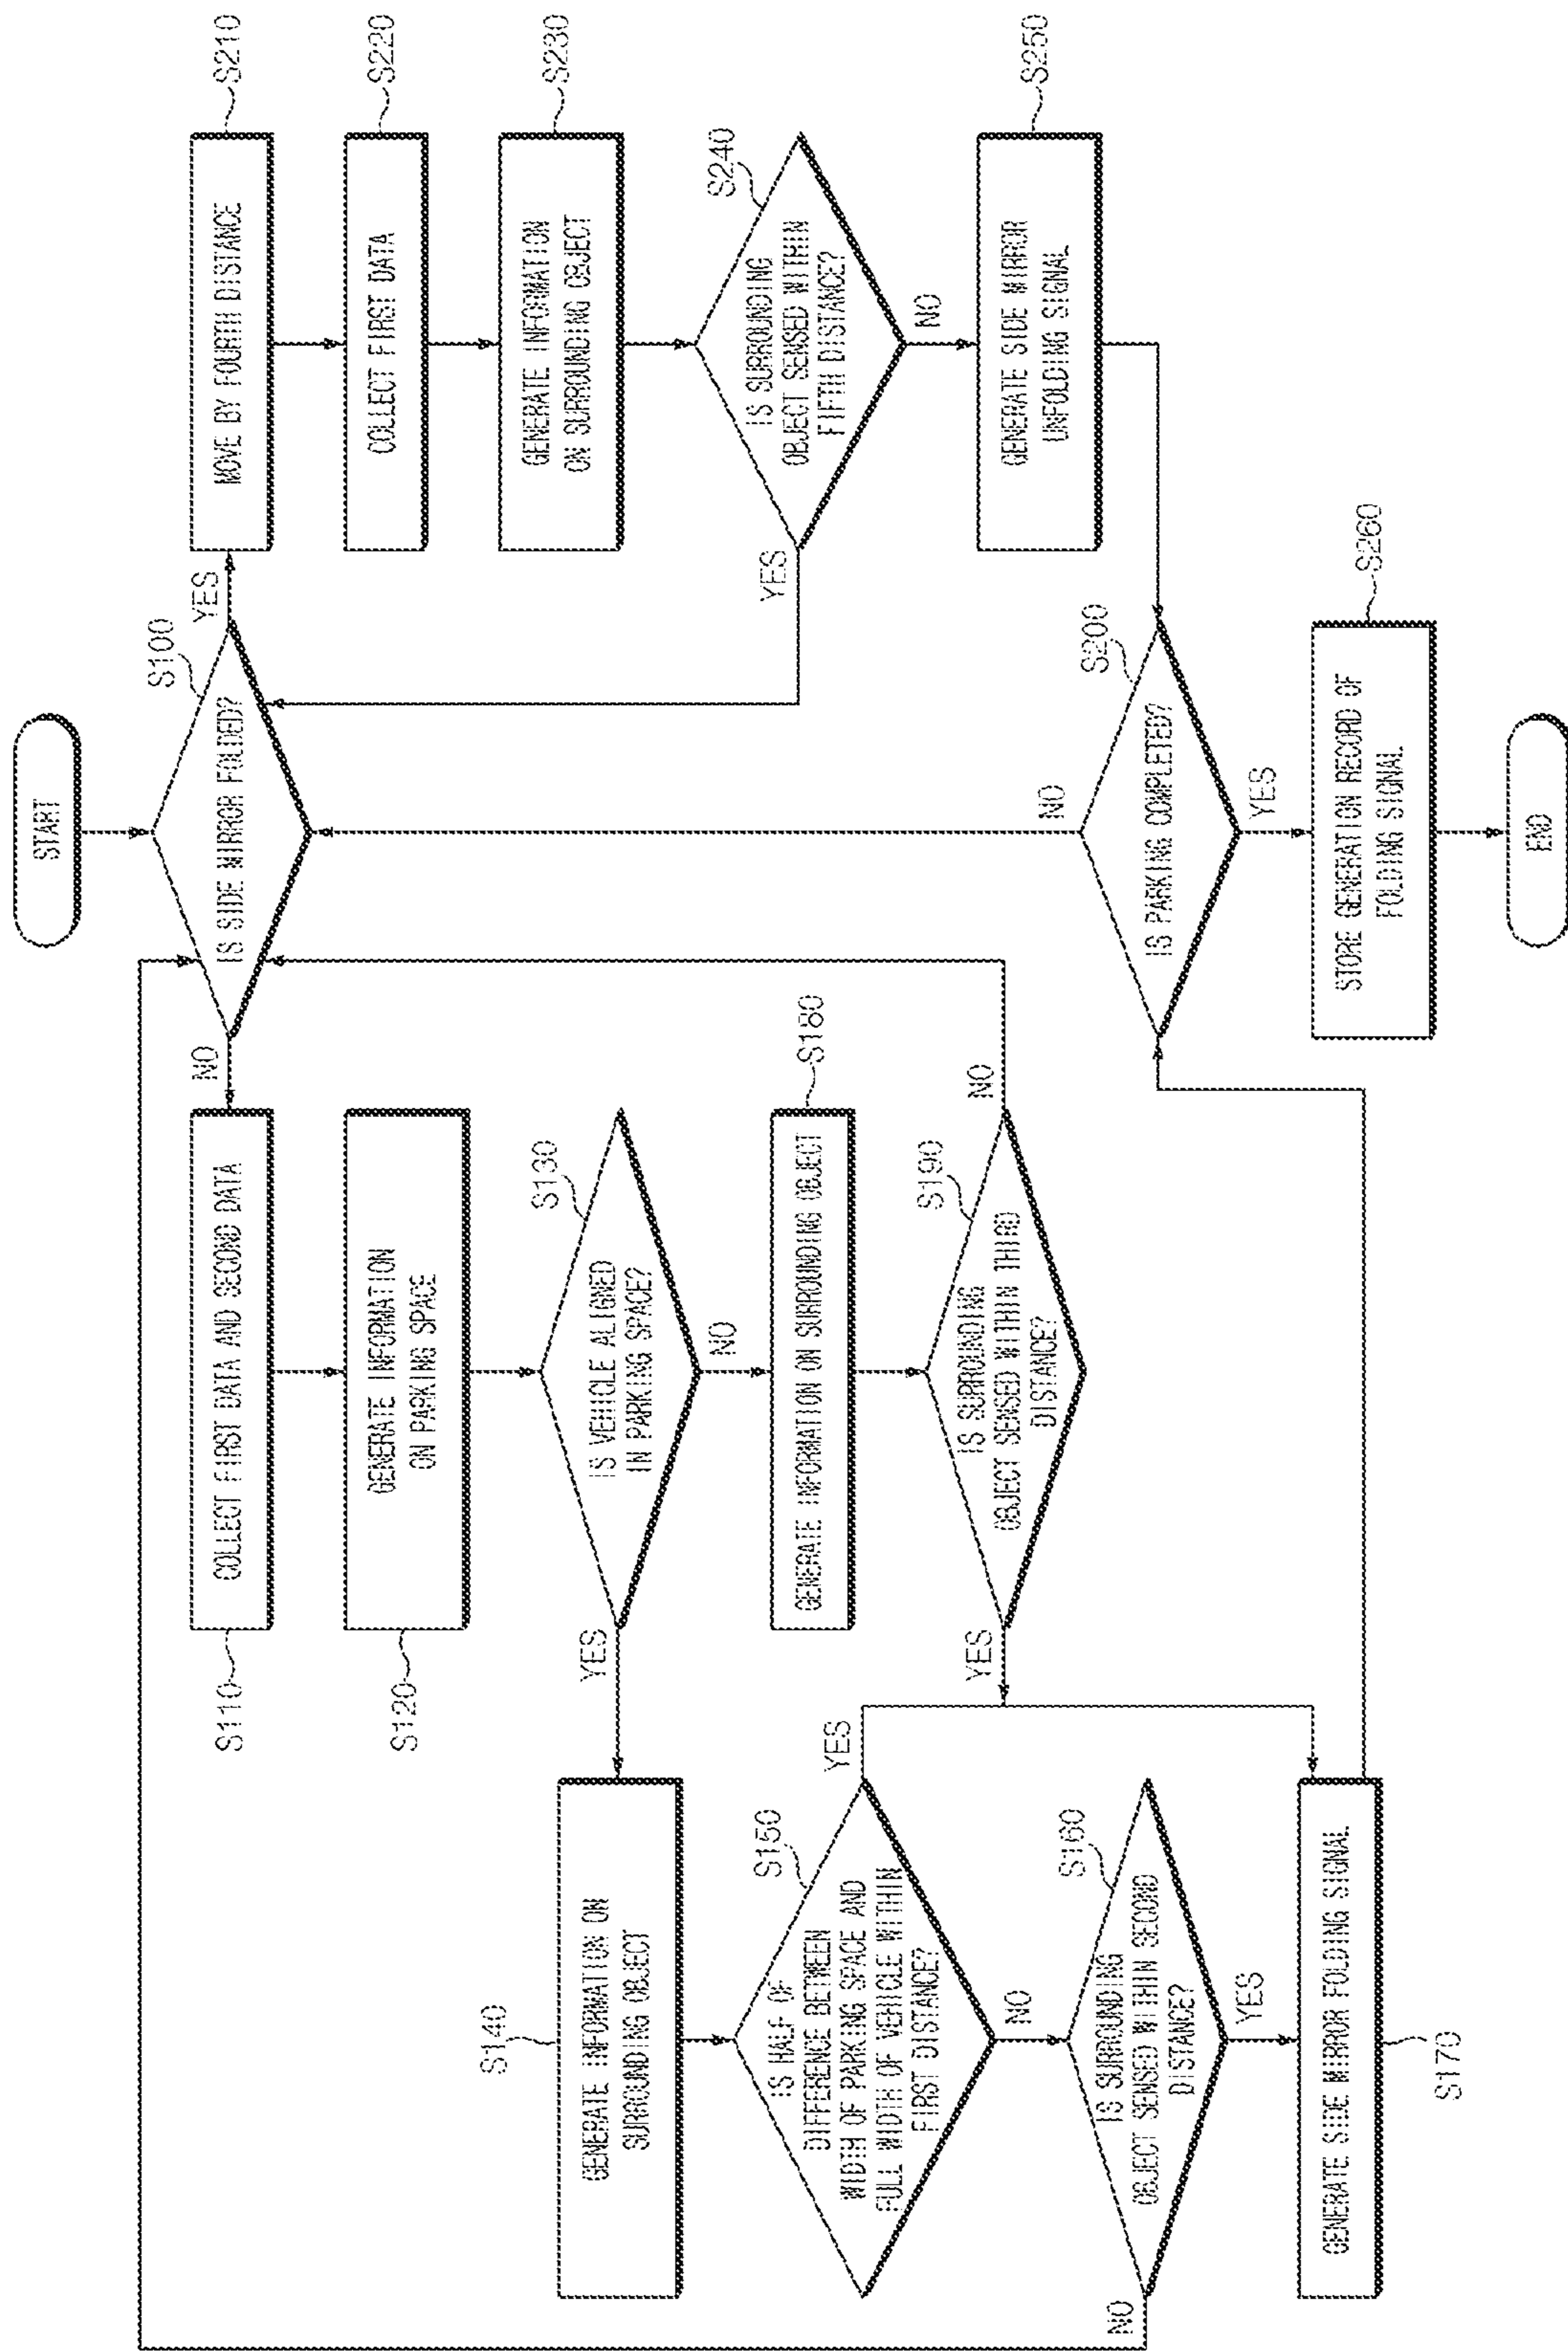 START
S100
IS SIDE MIRROR FOLDED?
NO
YES
S110
COLLECT FIRST DATA AND SECOND DATA
S120
GENERATE INFORMATION
ON PARKING SPACE
S130
IS VEHICLE ALIGNED
IN PARKING SPACE?
YES
NO
S140
GENERATE INFORMATION ON
SURROUNDING OBJECT
S150
IS HALF OF
DIFFERENCE BETWEEN
WIDTH OF PARKING SPACE AND
FULL WIDTH OF VEHICLE WITHIN
FIRST DISTANCE?
YES
NO
S160
IS SURROUNDING
OBJECT SENSED WITHIN SECOND
DISTANCE?
NO
YES
GENERATE SIDE MIRROR FOLDING SIGNAL
S170
S180
GENERATE INFORMATION ON SURROUNDING OBJECT
S190
IS SURROUNDING
OBJECT SENSED WITHIN THIRD
DISTANCE?
YES
NO
S210
MOVE BY FOURTH DISTANCE
S220
COLLECT FIRST DATA
S230
GENERATE INFORMATION
ON SURROUNDING OBJECT
S240
IS SURROUNDING
OBJECT SENSED WITHIN
FIFTH DISTANCE?
YES
NO
S250
GENERATE SIDE MIRROR
UNFOLDING SIGNAL
S200
IS PARKING COMPLETED?
NO
YES
S260
STORE GENERATION RECORD OF
FOLDING SIGNAL
END